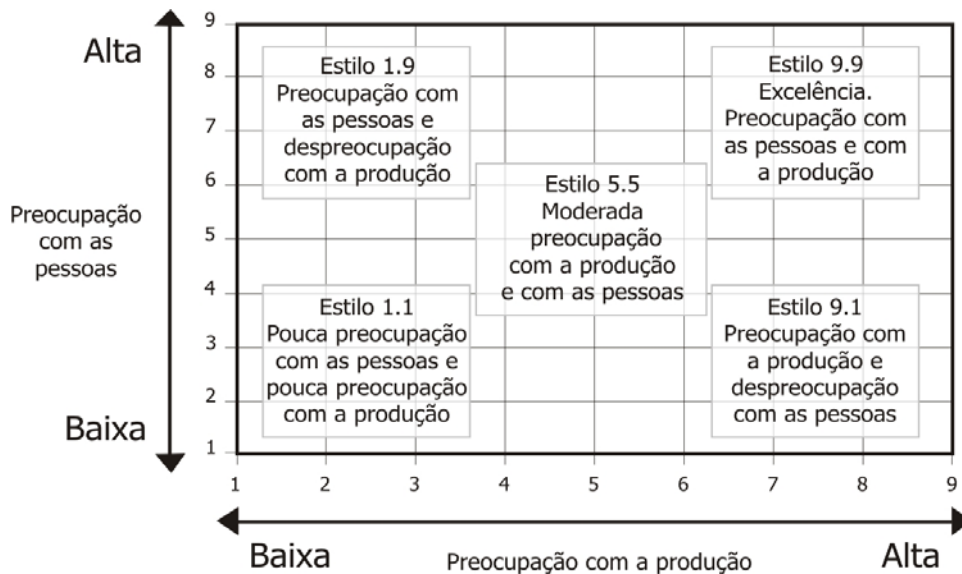 Alta
Baixa
Preocupação
com as
pessoas
9
8
7
6
5
4
3
2
1
Estilo 1.9
Preocupação com
as pessoas e
despreocupação
com a produção
Estilo 9.9
Excelência.
Preocupação com
as pessoas e com
a produção
Estilo 5.5
Moderada
preocupação
com a produção
e com as pessoas
Estilo 1.1
Pouca preocupação
com as pessoas e
pouca preocupação
com a produção
Estilo 9.1
Preocupação com
a produção e
despreocupação
com as pessoas
1 2 3 4 5 6 7 8 9
Baixa Preocupação com a produção Alta